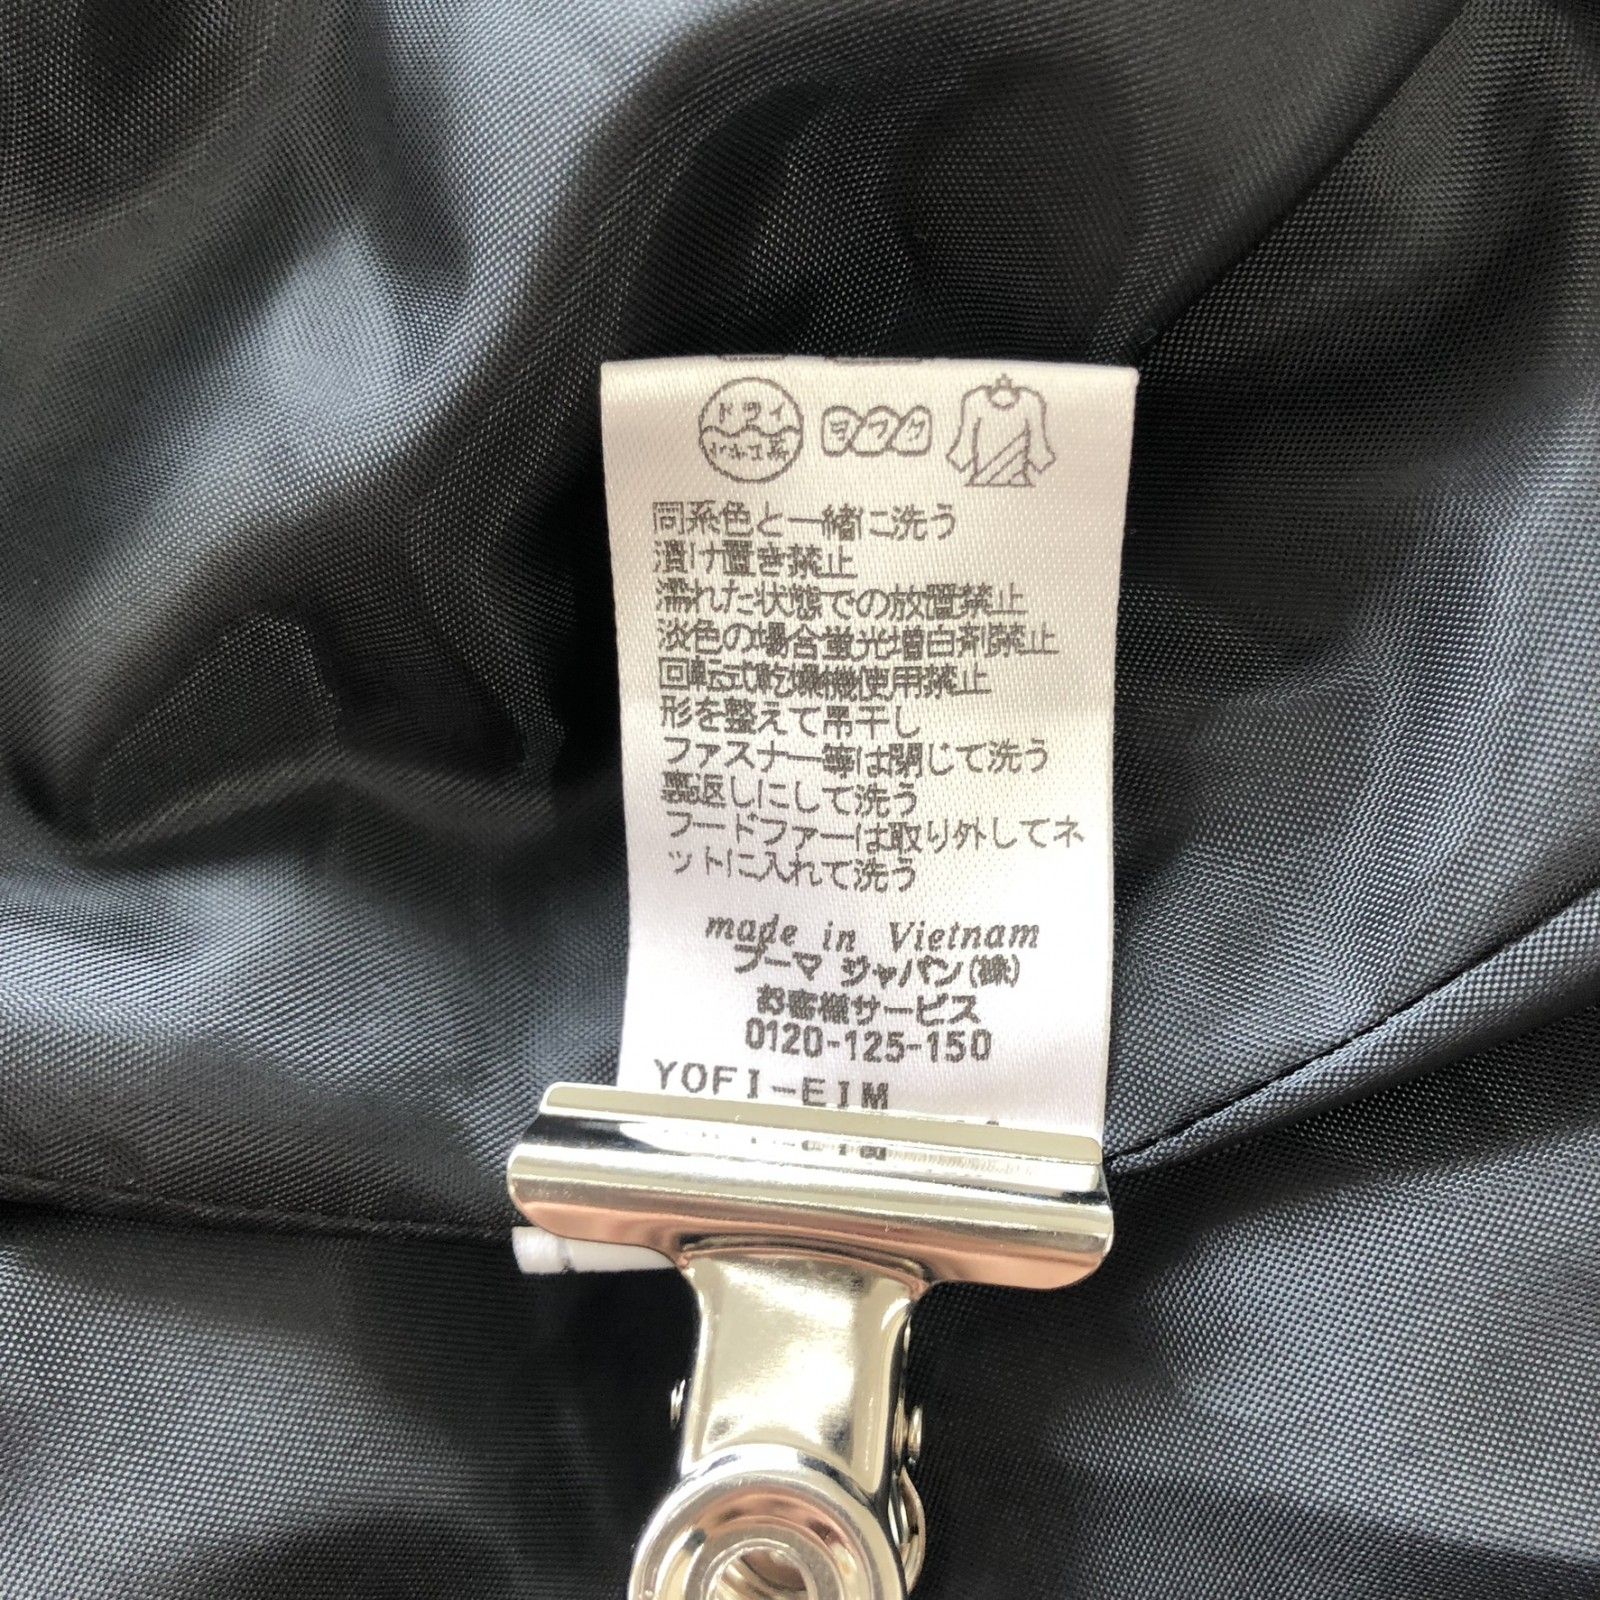 ドライ
セキユ系
ヨワク
同系色と一緒に洗う
漬け置き禁止
濡れた状態での放置禁止
淡色の場合蛍光増白剤禁止
回転式乾燥機使用禁止
形を整えて吊干し
ファスナー等は閉じて洗う
裏返しにして洗う
フードファーは取り外してネ
ットに入れて洗う
made in Vietnam
プーマ ジャパン(株)
お客様サービス
0120-125-150
YOFI-EIM